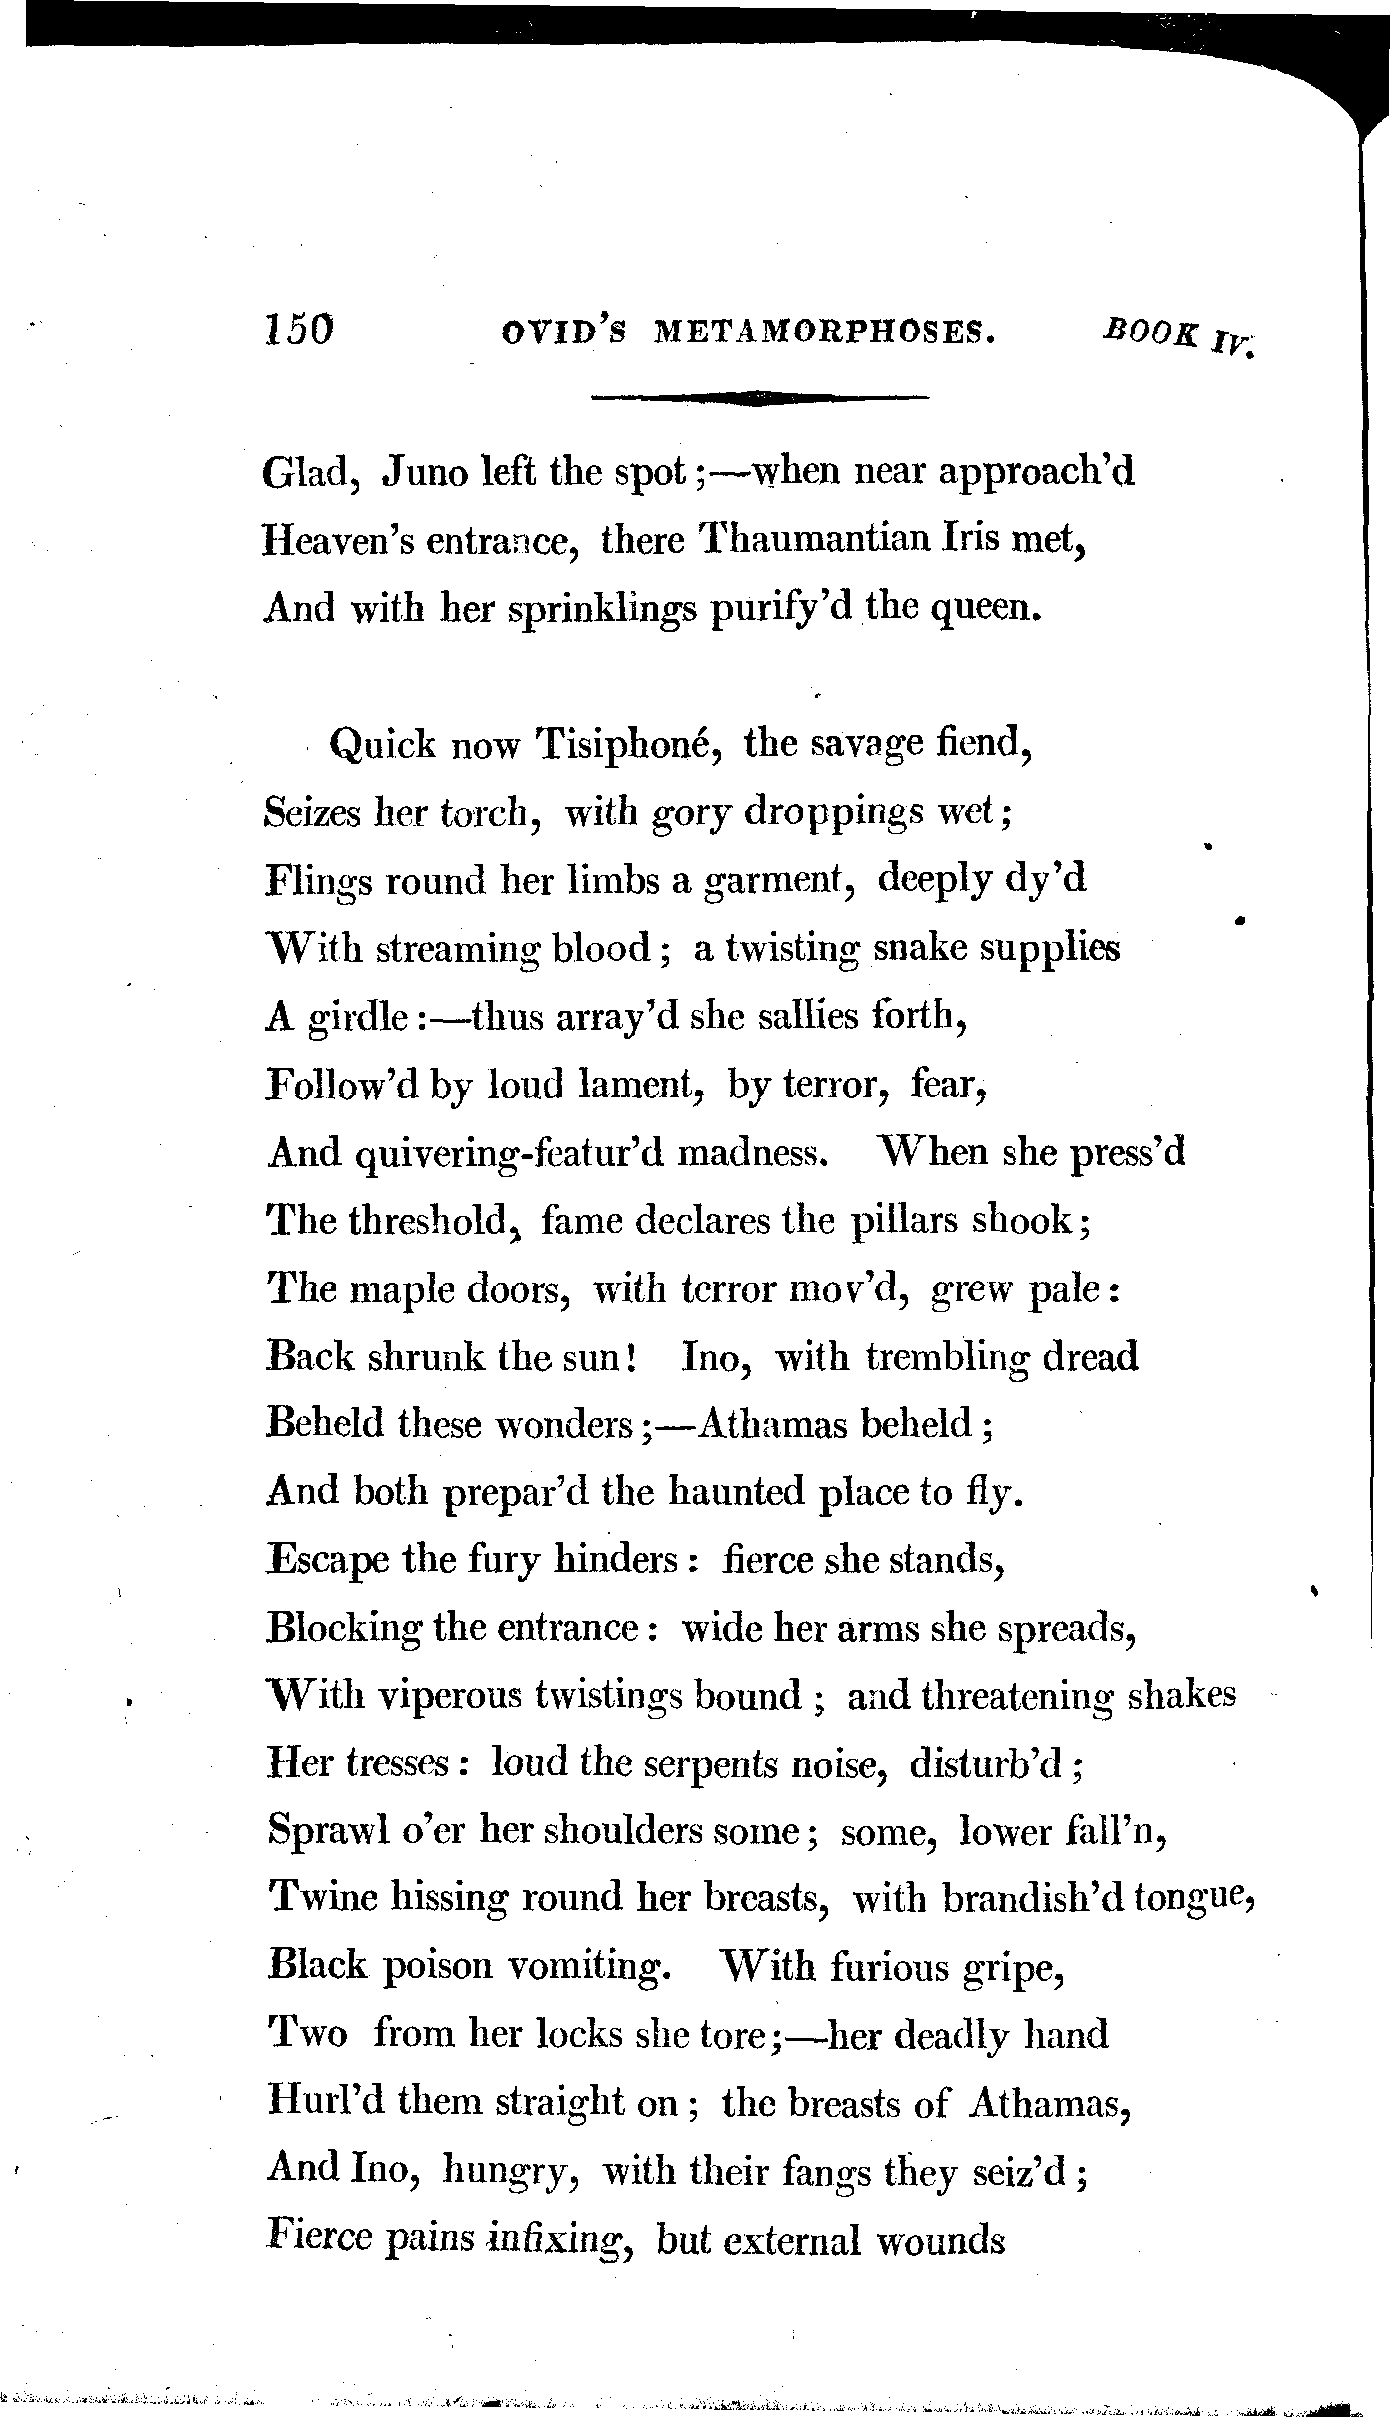 150 OVID'S METAMORPHOSES. BOOK IV.
Glad, Juno left the spot;—when near approach'd
Heaven's entrance, there Thaumantian Iris met,
And with her sprinklings purify'd the queen.
Quick now Tisiphoné, the savage fiend,
Seizes her torch, with gory droppings wet;
Flings round her limbs a garment, deeply dy'd
With streaming blood; a twisting snake supplies
A girdle:—thus array'd she sallies forth,
Follow'd by loud lament, by terror, fear,
And quivering-featur'd madness. When she press'd
The threshold, fame declares the pillars shook;
The maple doors, with terror mov'd, grew pale:
Back shrunk the sun! Ino, with trembling dread
Beheld these wonders;—Athamas beheld;
And both prepar'd the haunted place to fly.
Escape the fury hinders: fierce she stands,
Blocking the entrance: wide her arms she spreads,
With viperous twistings bound; and threatening shakes
Her tresses: loud the serpents noise, disturb'd;
Sprawl o'er her shoulders some; some, lower fall'n,
Twine hissing round her breasts, with brandish'd tongue,
Black poison vomiting. With furious gripe,
Two from her locks she tore;—her deadly hand
Hurl'd them straight on; the breasts of Athamas,
And Ino, hungry, with their fangs they seiz'd;
Fierce pains infixing, but external wounds